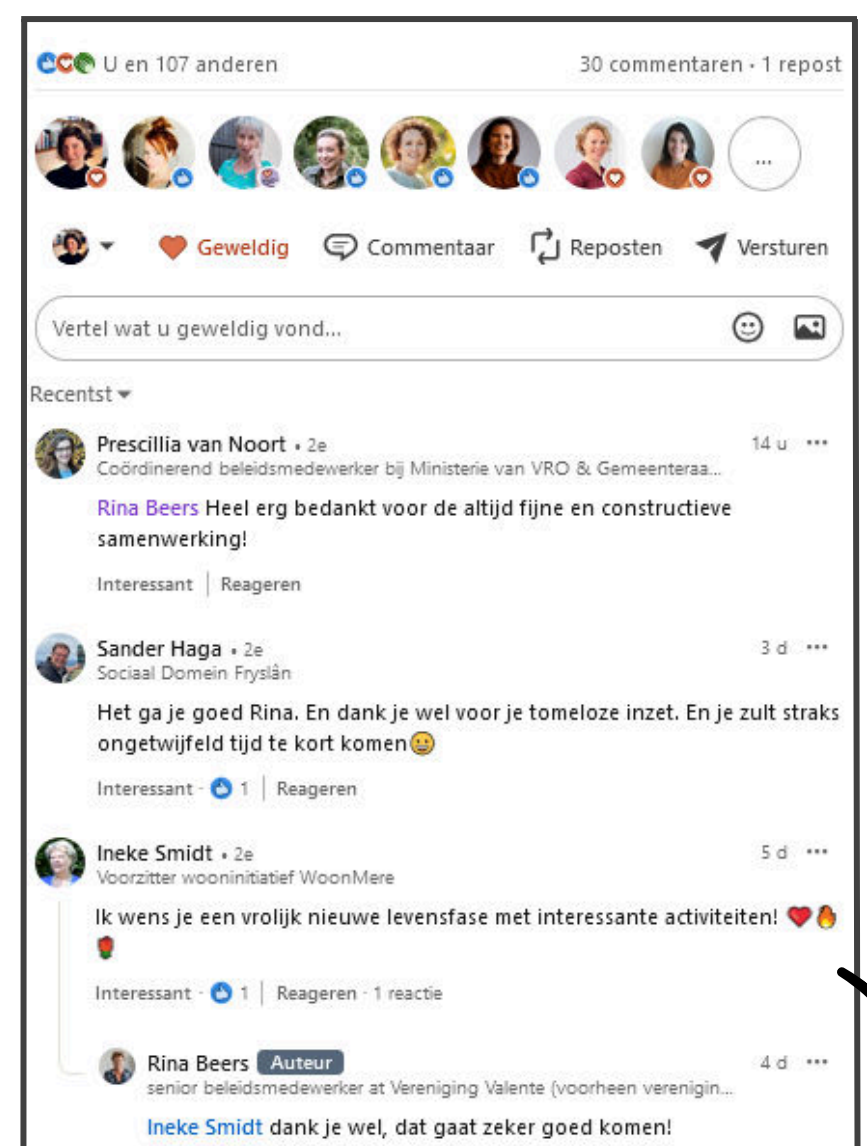 U en 107 anderen 30 commentaren · 1 repost
...
Geweldig Commentaar Reposten Versturen
Vertel wat u geweldig vond...
Recentst
Prescillia van Noort • 2e 14 u ...
Coördinerend beleidsmedewerker bij Ministerie van VRO & Gemeenteraa...
Rina Beers Heel erg bedankt voor de altijd fijne en constructieve
samenwerking!
Interessant | Reageren
Sander Haga • 2e 3 d ...
Sociaal Domein Fryslân
Het ga je goed Rina. En dank je wel voor je tomeloze inzet. En je zult straks
ongetwijfeld tijd te kort komen😀
Interessant · 1 | Reageren
Ineke Smidt • 2e 5 d ...
Voorzitter wooninitiatief WoonMere
Ik wens je een vrolijk nieuwe levensfase met interessante activiteiten! ❤️🔥
🌹
Interessant · 1 | Reageren · 1 reactie
Rina Beers Auteur 4 d ...
senior beleidsmedewerker at Vereniging Valente (voorheen verenigin...
Ineke Smidt dank je wel, dat gaat zeker goed komen!